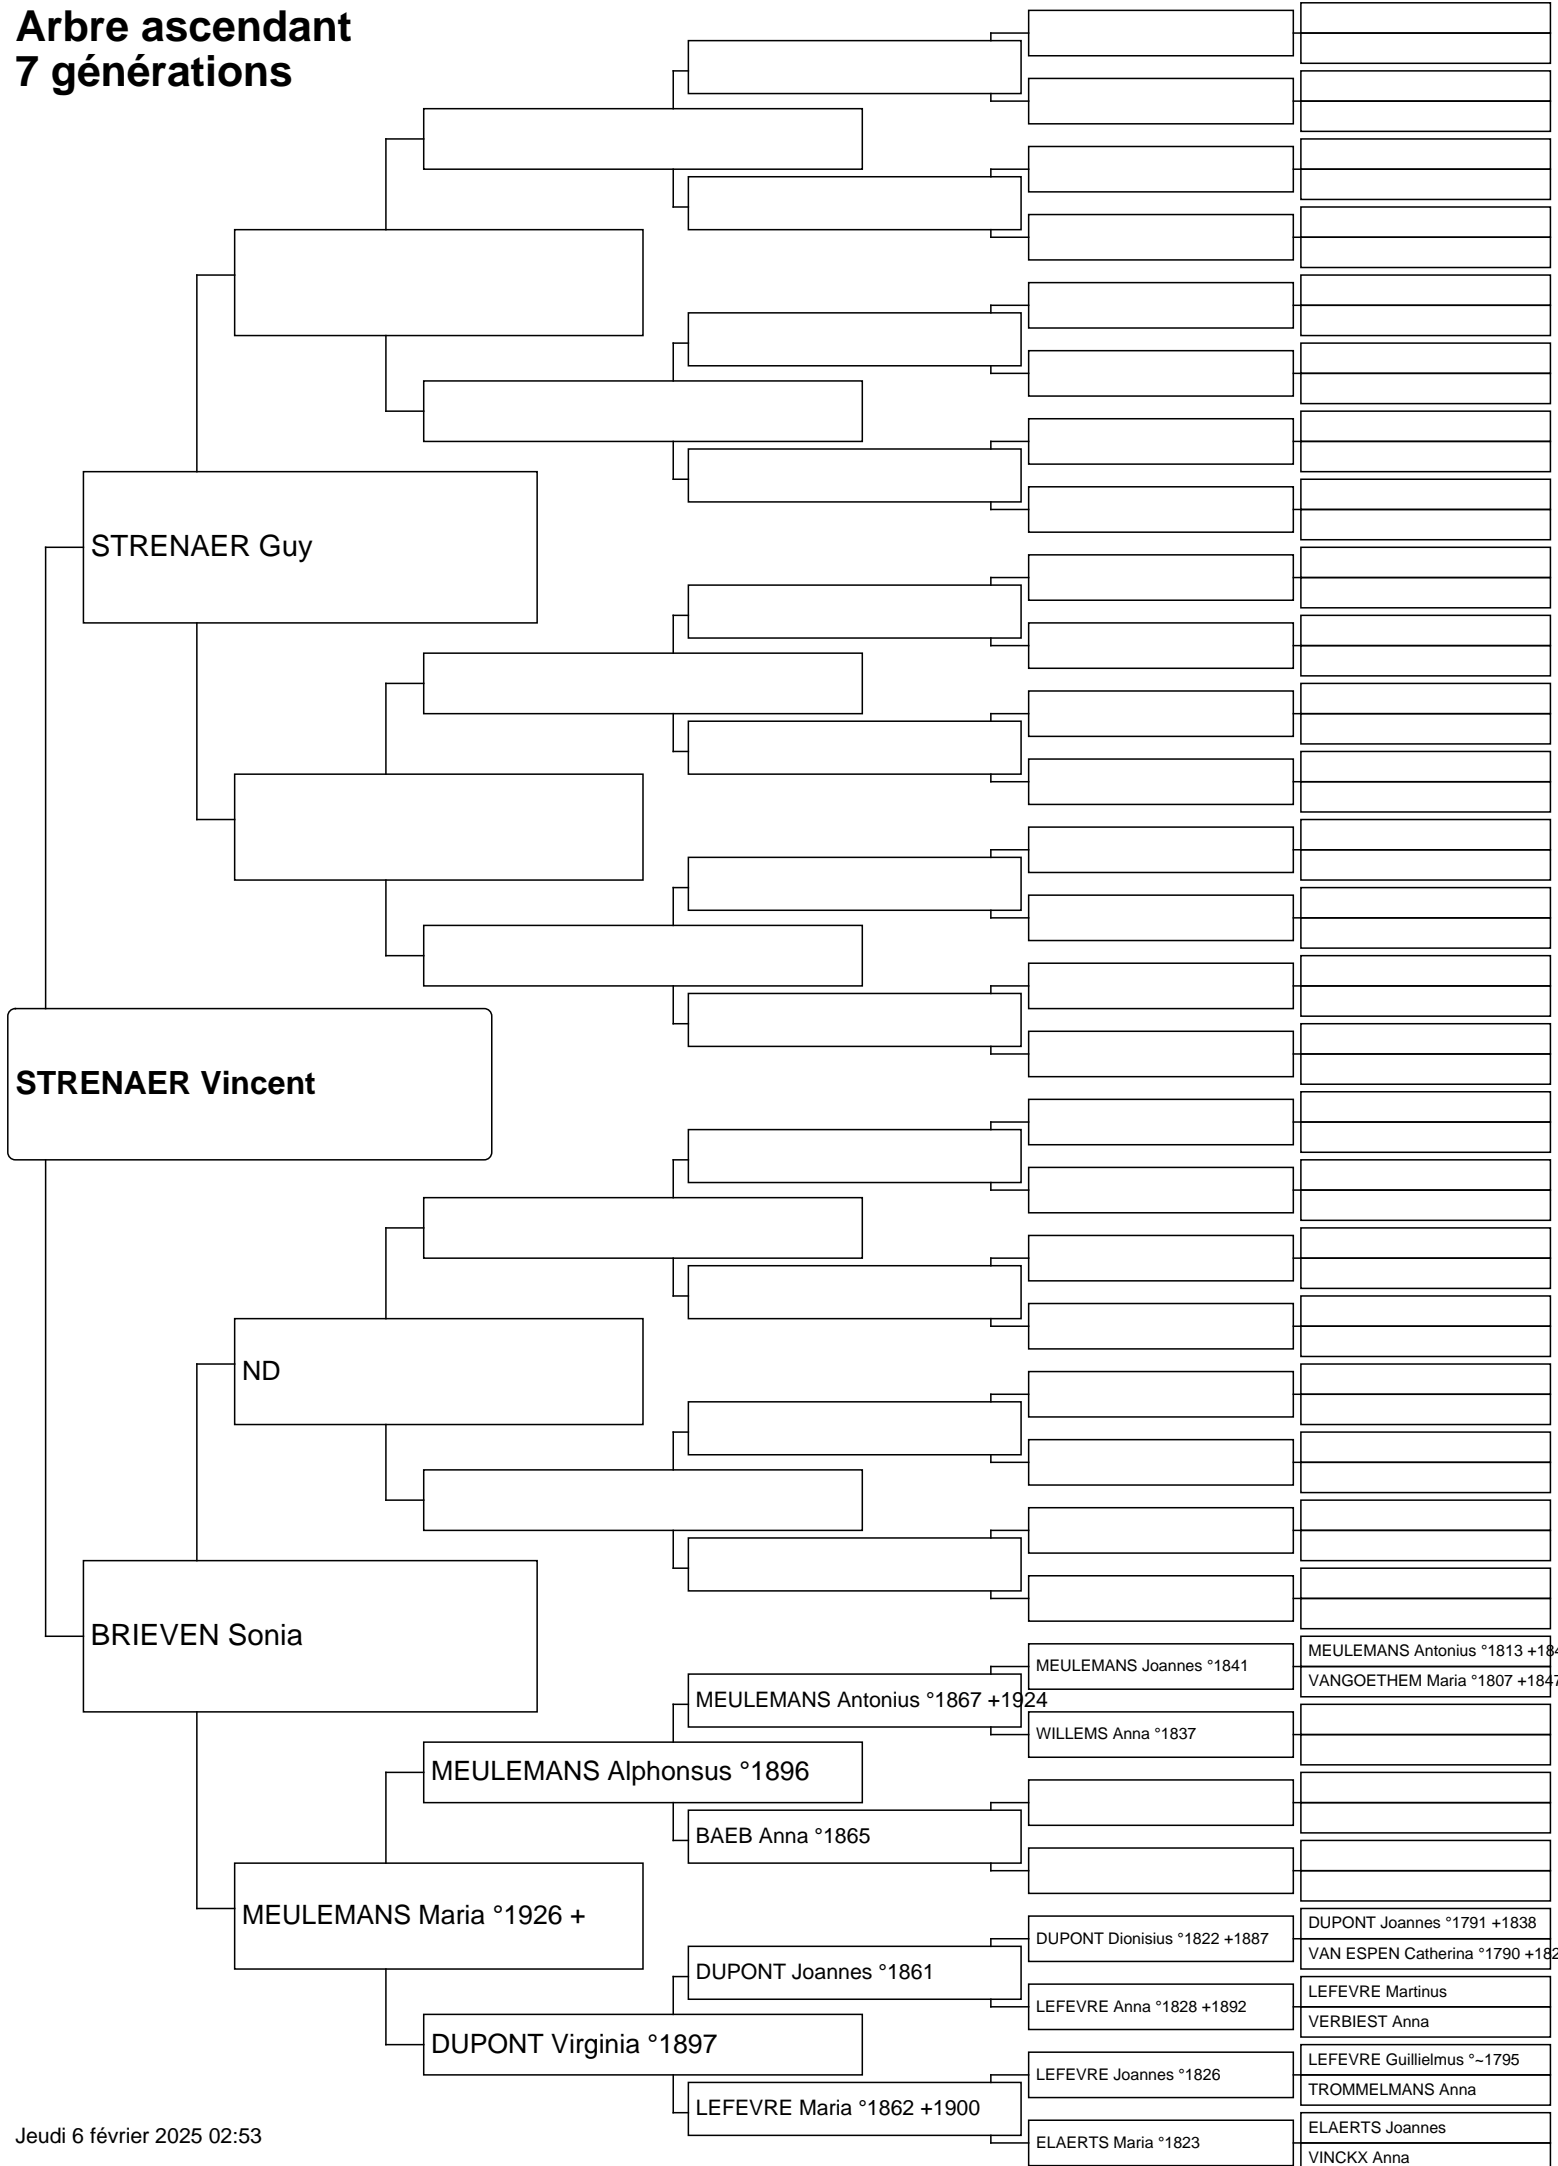 Arbre ascendant
7 générations
STRENAER Guy
STRENAER Vincent
ND
BRIEVEN Sonia
MEULEMANS Joannes °1841
MEULEMANS Antonius °1813 +184
VANGOETHEM Maria °1807 +1847
MEULEMANS Antonius °1867 +1924
WILLEMS Anna °1837
MEULEMANS Alphonsus °1896
BAEB Anna °1865
MEULEMANS Maria °1926 +
DUPONT Dionisius °1822 +1887
DUPONT Joannes °1791 +1838
VAN ESPEN Catherina °1790 +182
DUPONT Joannes °1861
LEFEVRE Anna °1828 +1892
LEFEVRE Martinus
VERBIEST Anna
DUPONT Virginia °1897
LEFEVRE Joannes °1826
LEFEVRE Guillielmus °~1795
TROMMELMANS Anna
LEFEVRE Maria °1862 +1900
ELAERTS Maria °1823
ELAERTS Joannes
VINCKX Anna
Jeudi 6 février 2025 02:53